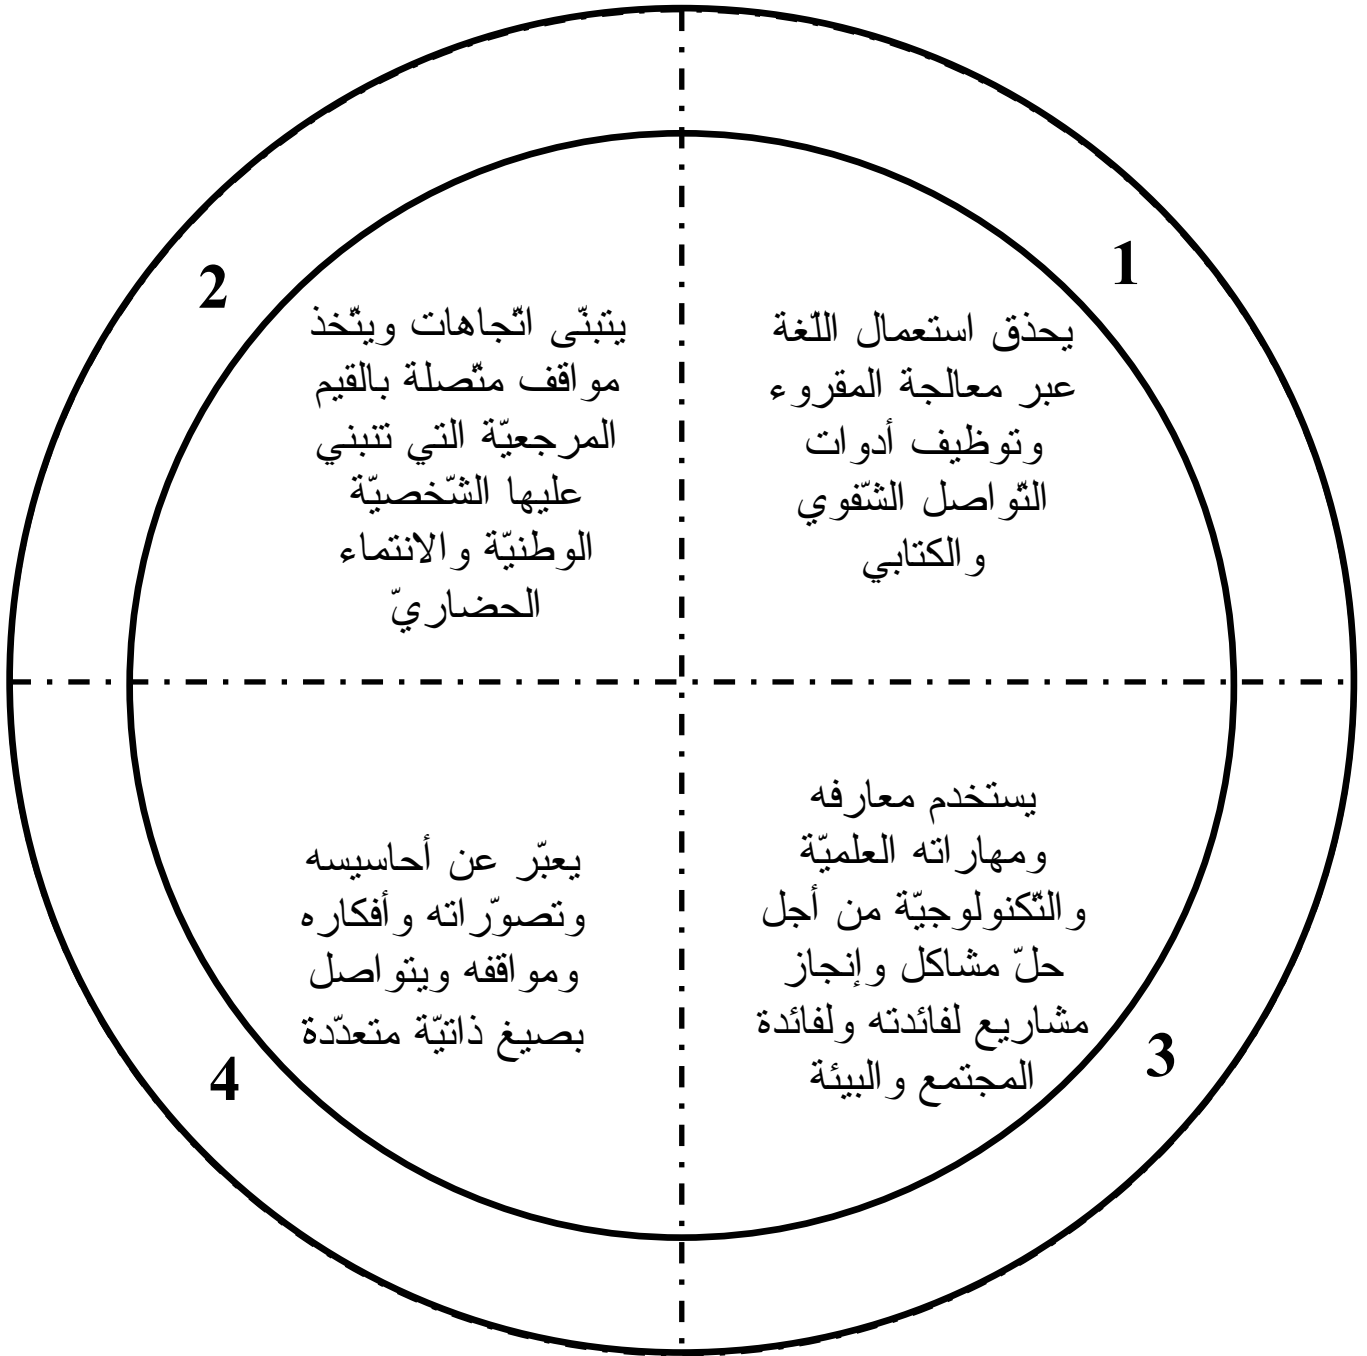 1
يحذق استعمال اللّغة
عبر معالجة المقروء
وتوظيف أدوات
التّواصل الشّفوي
والكتابي
2
يتبنّى اتّجاهات ويتّخذ
مواقف متّصلة بالقيم
المرجعيّة التي تنبني
عليها الشّخصيّة
الوطنيّة والانتماء
الحضاريّ
3
يستخدم معارفه
ومهاراته العلميّة
والتّكنولوجيّة من أجل
حلّ مشاكل وإنجاز
مشاريع لفائدته ولفائدة
المجتمع والبيئة
4
يعبّر عن أحاسيسه
وتصوّراته وأفكاره
ومواقفه ويتواصل
بصيغ ذاتيّة متعدّدة